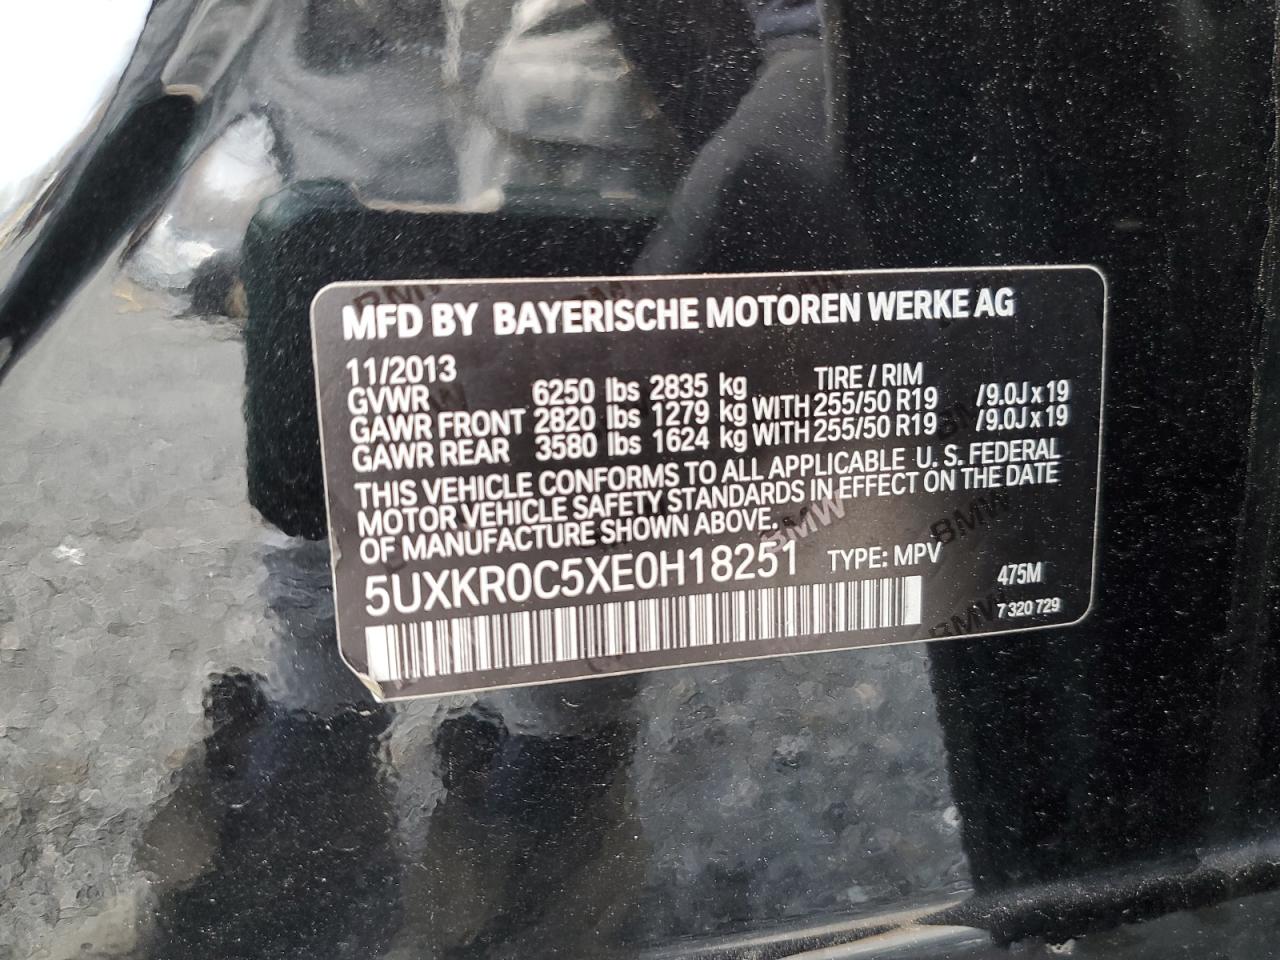 MFD BY BAYERISCHE MOTOREN WERKE AG
11/2013
TIRE / RIM
GVWR 6250 lbs 2835 kg
GAWR FRONT 2820 lbs 1279 kg WITH 255/50 R19 /9.0J x 19
GAWR REAR 3580 lbs 1624 kg WITH 255/50 R19 /9.0J x 19
THIS VEHICLE CONFORMS TO ALL APPLICABLE U. S. FEDERAL
MOTOR VEHICLE SAFETY STANDARDS IN EFFECT ON THE DATE
OF MANUFACTURE SHOWN ABOVE.
BMW
BMW
5UXKR0C5XE0H18251 TYPE: MPV
475M
7 320 729
BMW